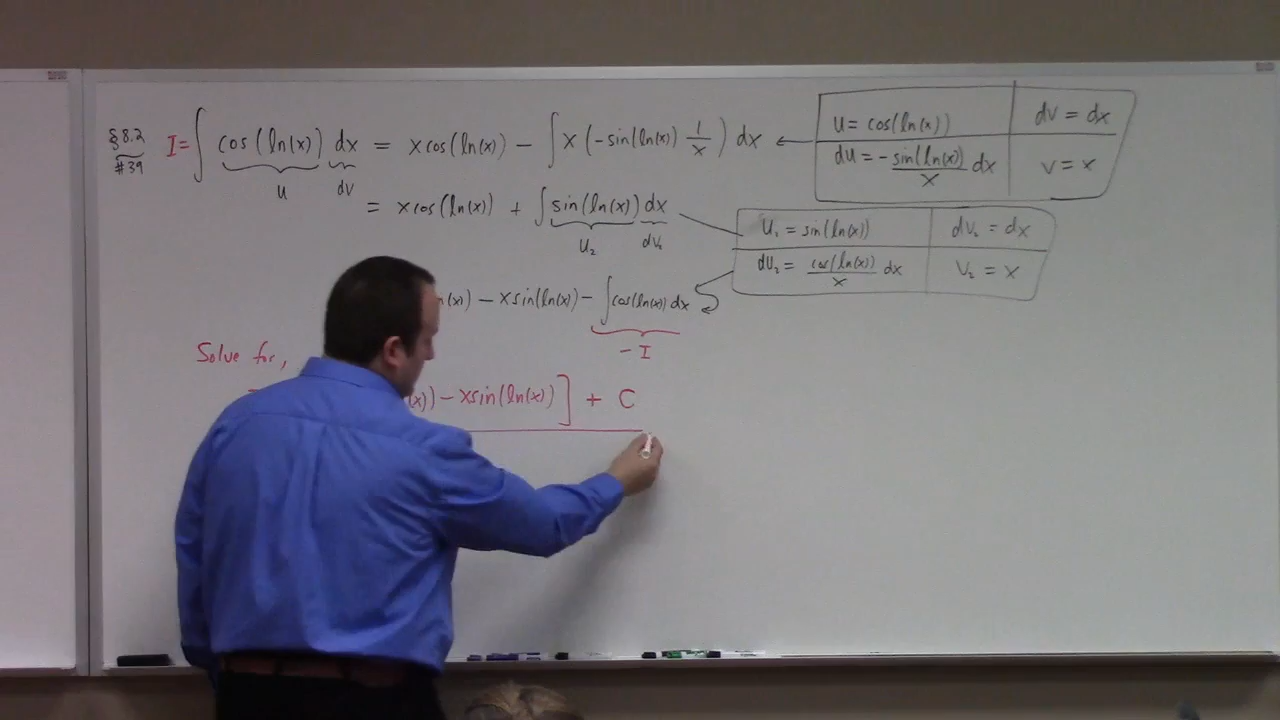 §8.2 #39 I = ∫ cos(ln(x)) dx = x cos(ln(x)) − ∫ x (−sin(ln(x)) 1/x) dx ←
u dv
u = cos(ln(x)) dv = dx
du = −sin(ln(x))/x dx v = x
= x cos(ln(x)) + ∫ sin(ln(x)) dx
u₂ dv₂
u₁ = sin(ln(x)) dv₂ = dx
du₂ = cos(ln(x))/x dx v₂ = x
(x) − x sin(ln(x)) − ∫ cos(ln(x)) dx
− I
Solve for,
(x)) − x sin(ln(x)) ] + C